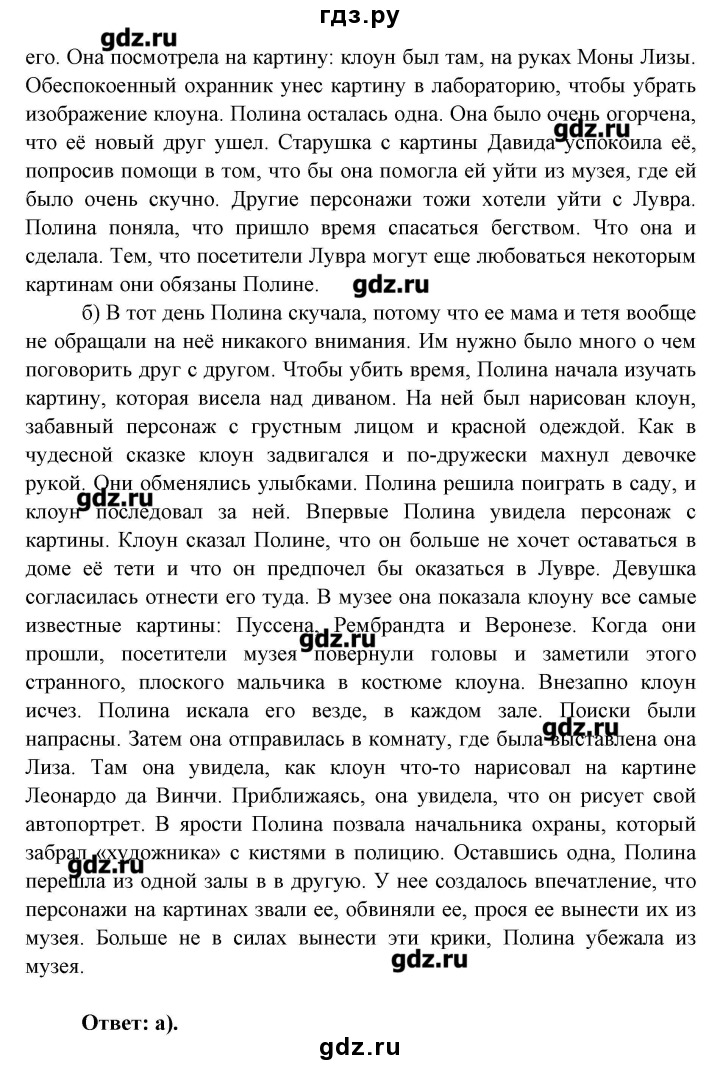 гдз.ру
gdz.ru
его. Она посмотрела на картину: клоун был там, на руках Моны Лизы.
Обеспокоенный охранник унес картину в лабораторию, чтобы убрать
изображение клоуна. Полина осталась одна. Она было очень огорчена,
gdz.ru
что её новый друг ушел. Старушка с картины Давида успокоила её,
попросив помощи в том, что бы она помогла ей уйти из музея, где ей
было очень скучно. Другие персонажи тожи хотели уйти с Лувра.
Полина поняла, что пришло время спасаться бегством. Что она и
сделала. Тем, что посетители Лувра могут еще любоваться некоторым
картинам они обязаны Полине.
gdz.ru
б) В тот день Полина скучала, потому что ее мама и тетя вообще
не обращали на неё никакого внимания. Им нужно было много о чем
поговорить друг с другом. Чтобы убить время, Полина начала изучать
картину, которая висела над диваном. На ней был нарисован клоун,
забавный персонаж с грустным лицом и красной одеждой. Как в
чудесной сказке клоун задвигался и по-дружески махнул девочке
рукой. Они обменялись улыбками. Полина решила поиграть в саду, и
gdz.ru
клоун последовал за ней. Впервые Полина увидела персонаж с
картины. Клоун сказал Полине, что он больше не хочет оставаться в
доме её тети и что он предпочел бы оказаться в Лувре. Девушка
согласилась отнести его туда. В музее она показала клоуну все самые
известные картины: Пуссена, Рембрандта и Веронезе. Когда они
gdz.ru
прошли, посетители музея повернули головы и заметили этого
странного, плоского мальчика в костюме клоуна. Внезапно клоун
исчез. Полина искала его везде, в каждом зале. Поиски были
gdz.ru
напрасны. Затем она отправилась в комнату, где была выставлена она
Лиза. Там она увидела, как клоун что-то нарисовал на картине
Леонардо да Винчи. Приближаясь, она увидела, что он рисует свой
автопортрет. В ярости Полина позвала начальника охраны, который
забрал «художника» с кистями в полицию. Оставшись одна, Полина
gdz.ru
перешла из одной залы в в другую. У нее создалось впечатление, что
персонажи на картинах звали ее, обвиняли ее, прося ее вынести их из
музея. Больше не в силах вынести эти крики, Полина убежала из
gdz.ru
музея.
Ответ: а).
gdz.ru